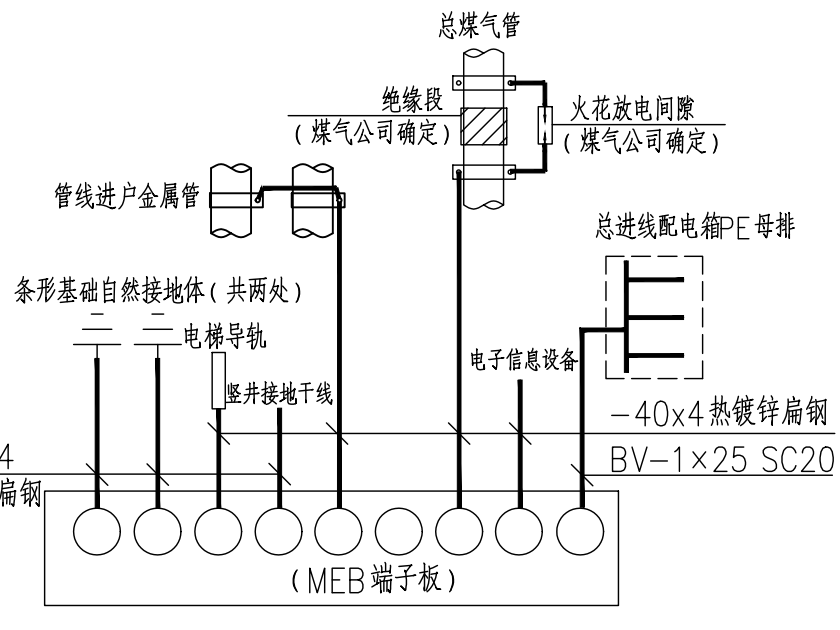 总煤气管
绝缘段
(煤气公司确定)
火花放电间隙
(煤气公司确定)
管线进户金属管
总进线配电箱PE母排
条形基础自然接地体(共两处)
电梯导轨
电子信息设备
竖井接地干线
-40x4热镀锌扁钢
4
BV-1×25 SC20
扁钢
(MEB端子板)